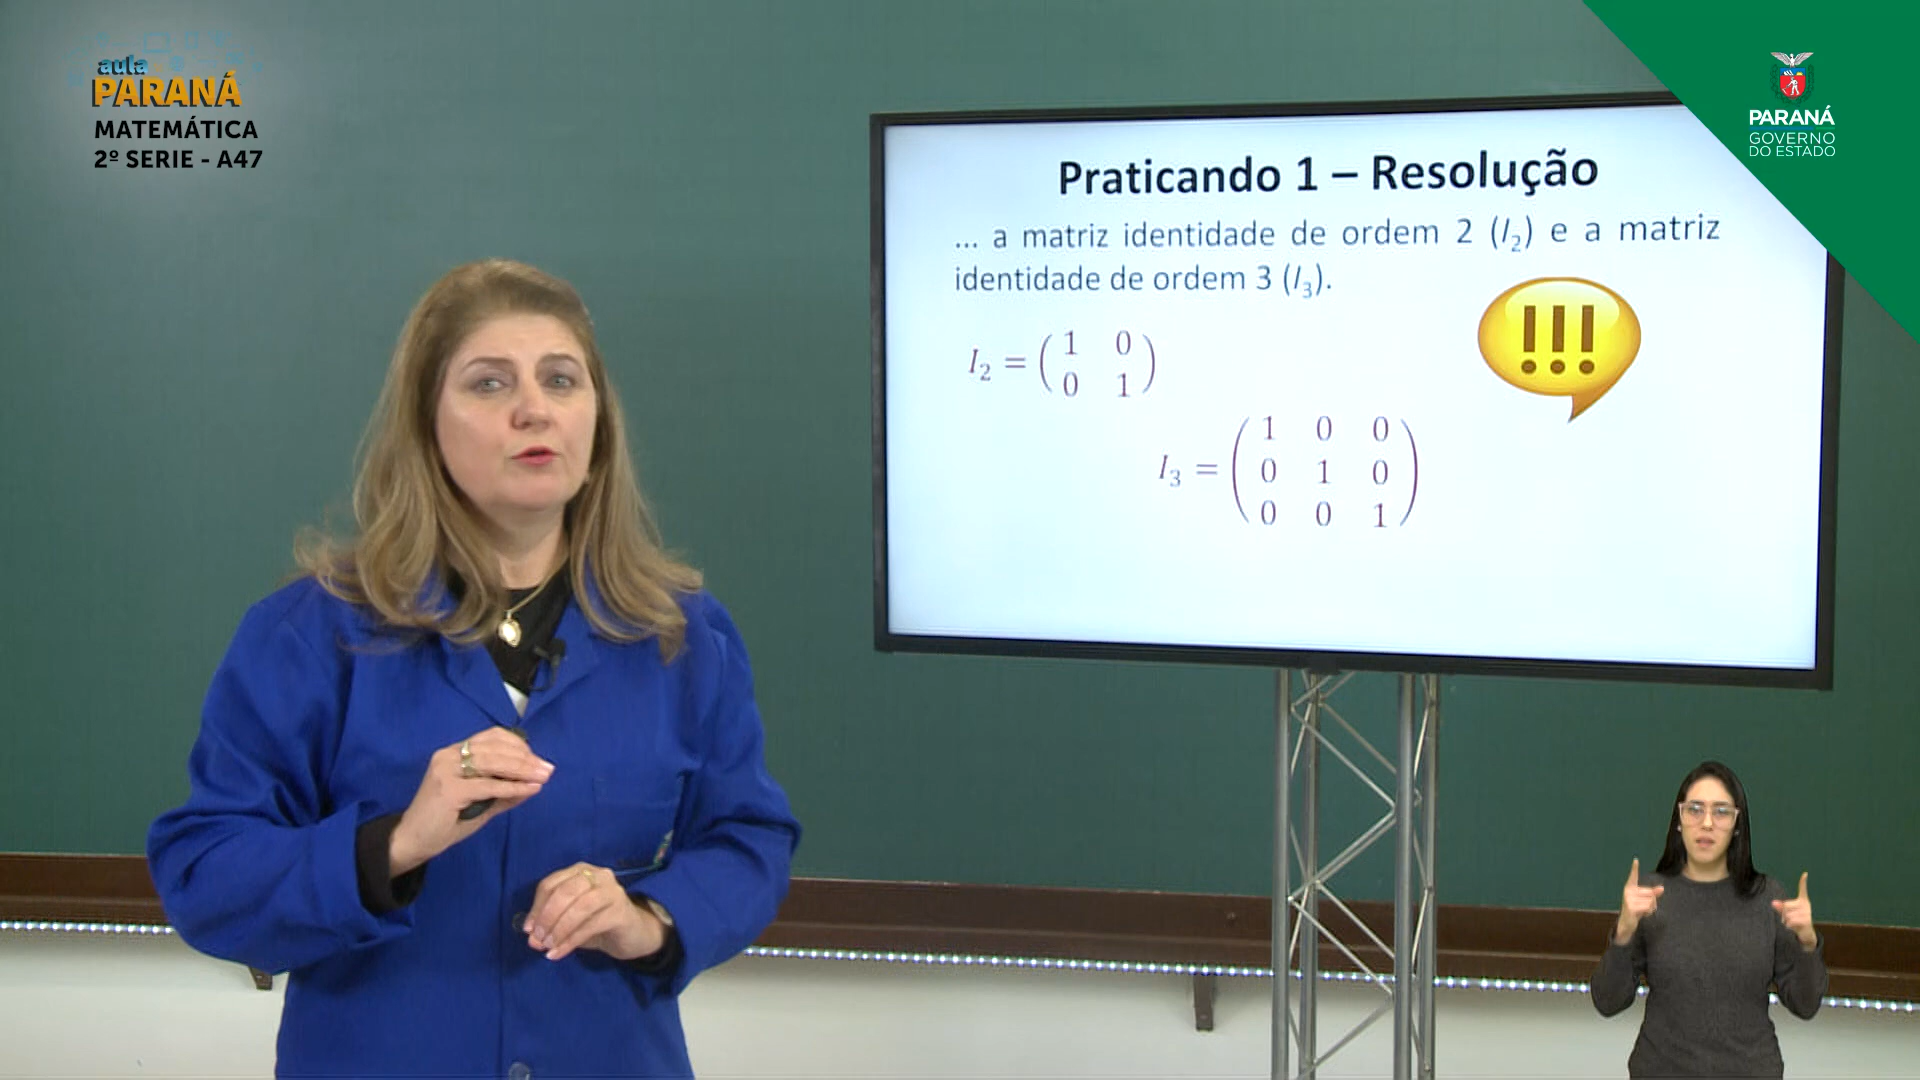 aula
PARANÁ
MATEMÁTICA
2º SERIE - A47
PARANÁ
GOVERNO
DO ESTADO
Praticando 1 – Resolução
... a matriz identidade de ordem 2 (I₂) e a matriz
identidade de ordem 3 (I₃).
I₂ = ( 1 0
0 1 )
I₃ = ( 1 0 0
0 1 0
0 0 1 )
!!!